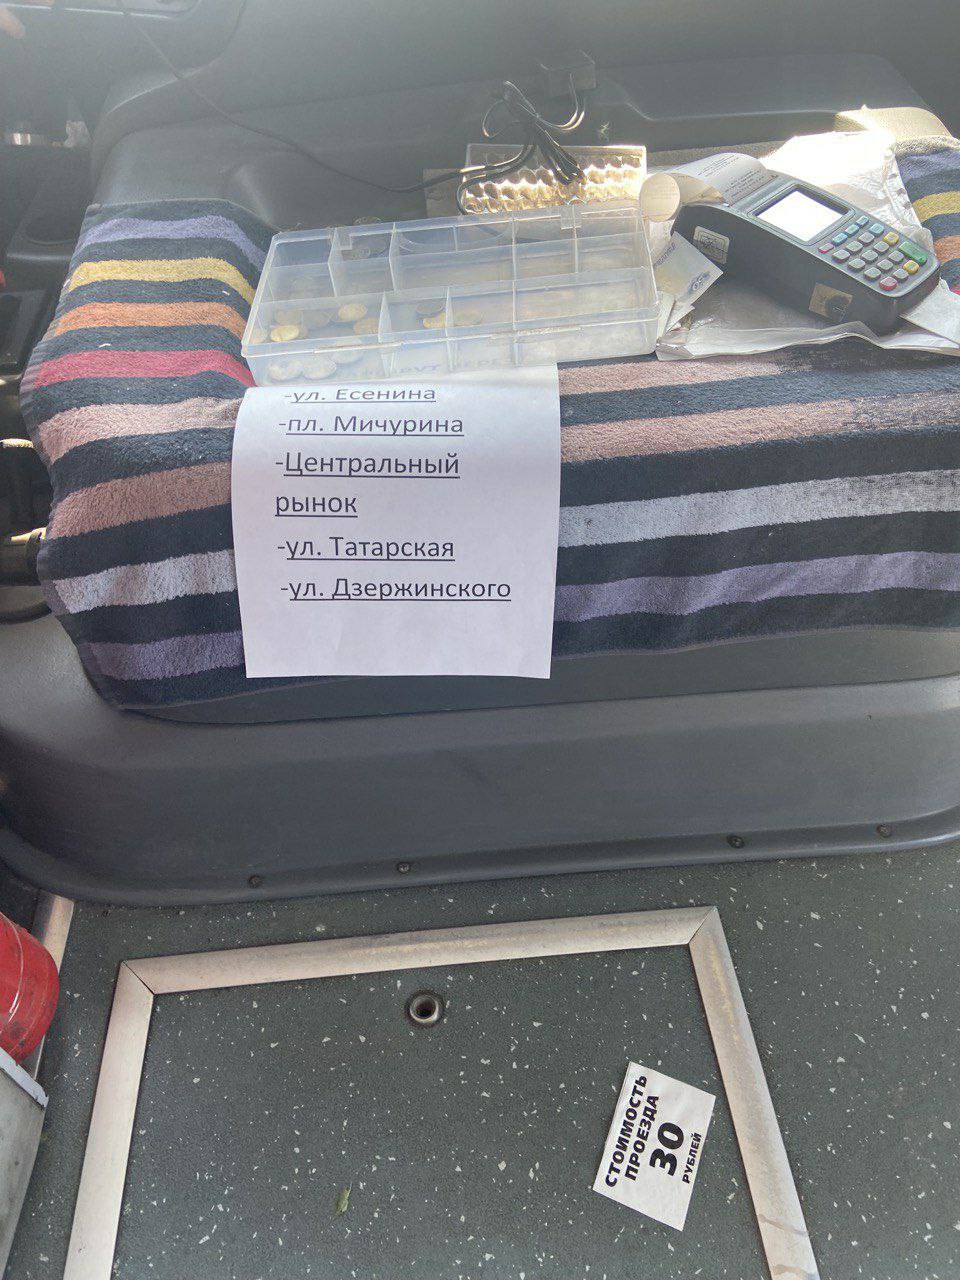 -ул. Есенина
-пл. Мичурина
-Центральный
рынок
-ул. Татарская
-ул. Дзержинского
СТОИМОСТЬ
ПРОЕЗДА
30
РУБЛЕЙ